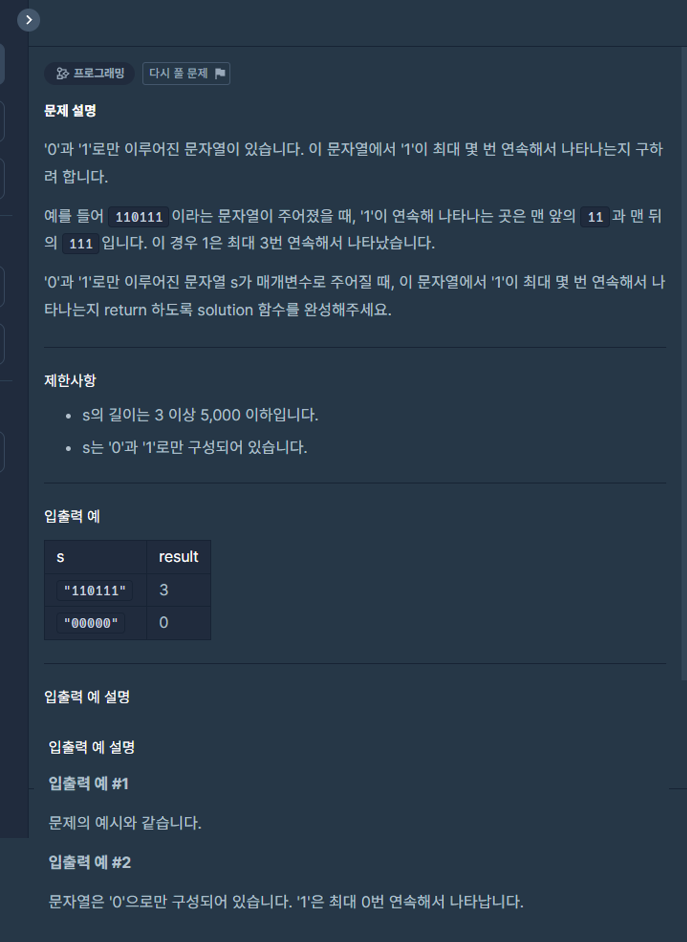 프로그래밍 다시 풀 문제
문제 설명
'0'과 '1'로만 이루어진 문자열이 있습니다. 이 문자열에서 '1'이 최대 몇 번 연속해서 나타나는지 구하
려 합니다.
예를 들어 110111 이라는 문자열이 주어졌을 때, '1'이 연속해 나타나는 곳은 맨 앞의 11 과 맨 뒤
의 111 입니다. 이 경우 1은 최대 3번 연속해서 나타났습니다.
'0'과 '1'로만 이루어진 문자열 s가 매개변수로 주어질 때, 이 문자열에서 '1'이 최대 몇 번 연속해서 나
타나는지 return 하도록 solution 함수를 완성해주세요.
제한사항
• s의 길이는 3 이상 5,000 이하입니다.
• s는 '0'과 '1'로만 구성되어 있습니다.
입출력 예
s result
"110111" 3
"00000" 0
입출력 예 설명
입출력 예 설명
입출력 예 #1
문제의 예시와 같습니다.
입출력 예 #2
문자열은 '0'으로만 구성되어 있습니다. '1'은 최대 0번 연속해서 나타납니다.